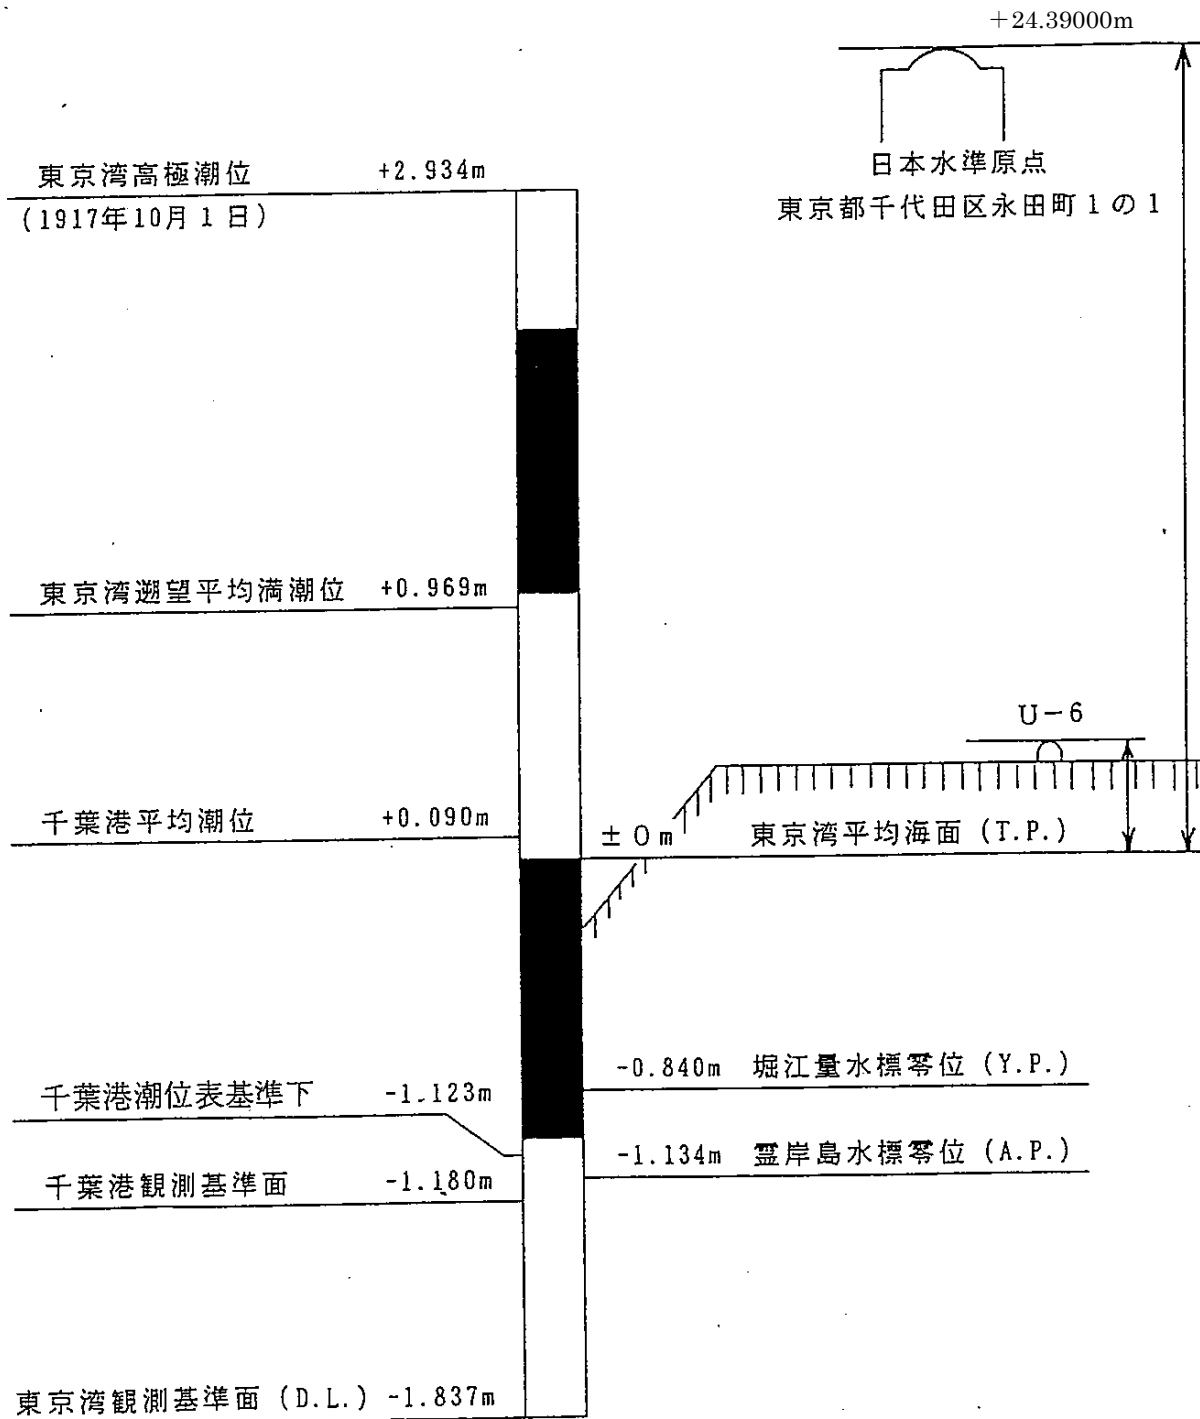 +24.39000m
日本水準原点
東京都千代田区永田町1の1
東京湾高極潮位 +2.934m
(1917年10月1日)
東京湾遡望平均満潮位 +0.969m
U-6
千葉港平均潮位 +0.090m
±0m 東京湾平均海面 (T.P.)
-0.840m 堀江量水標零位 (Y.P.)
千葉港潮位表基準下 -1.123m
-1.134m 霊岸島水標零位 (A.P.)
千葉港観測基準面 -1.180m
東京湾観測基準面 (D.L.) -1.837m